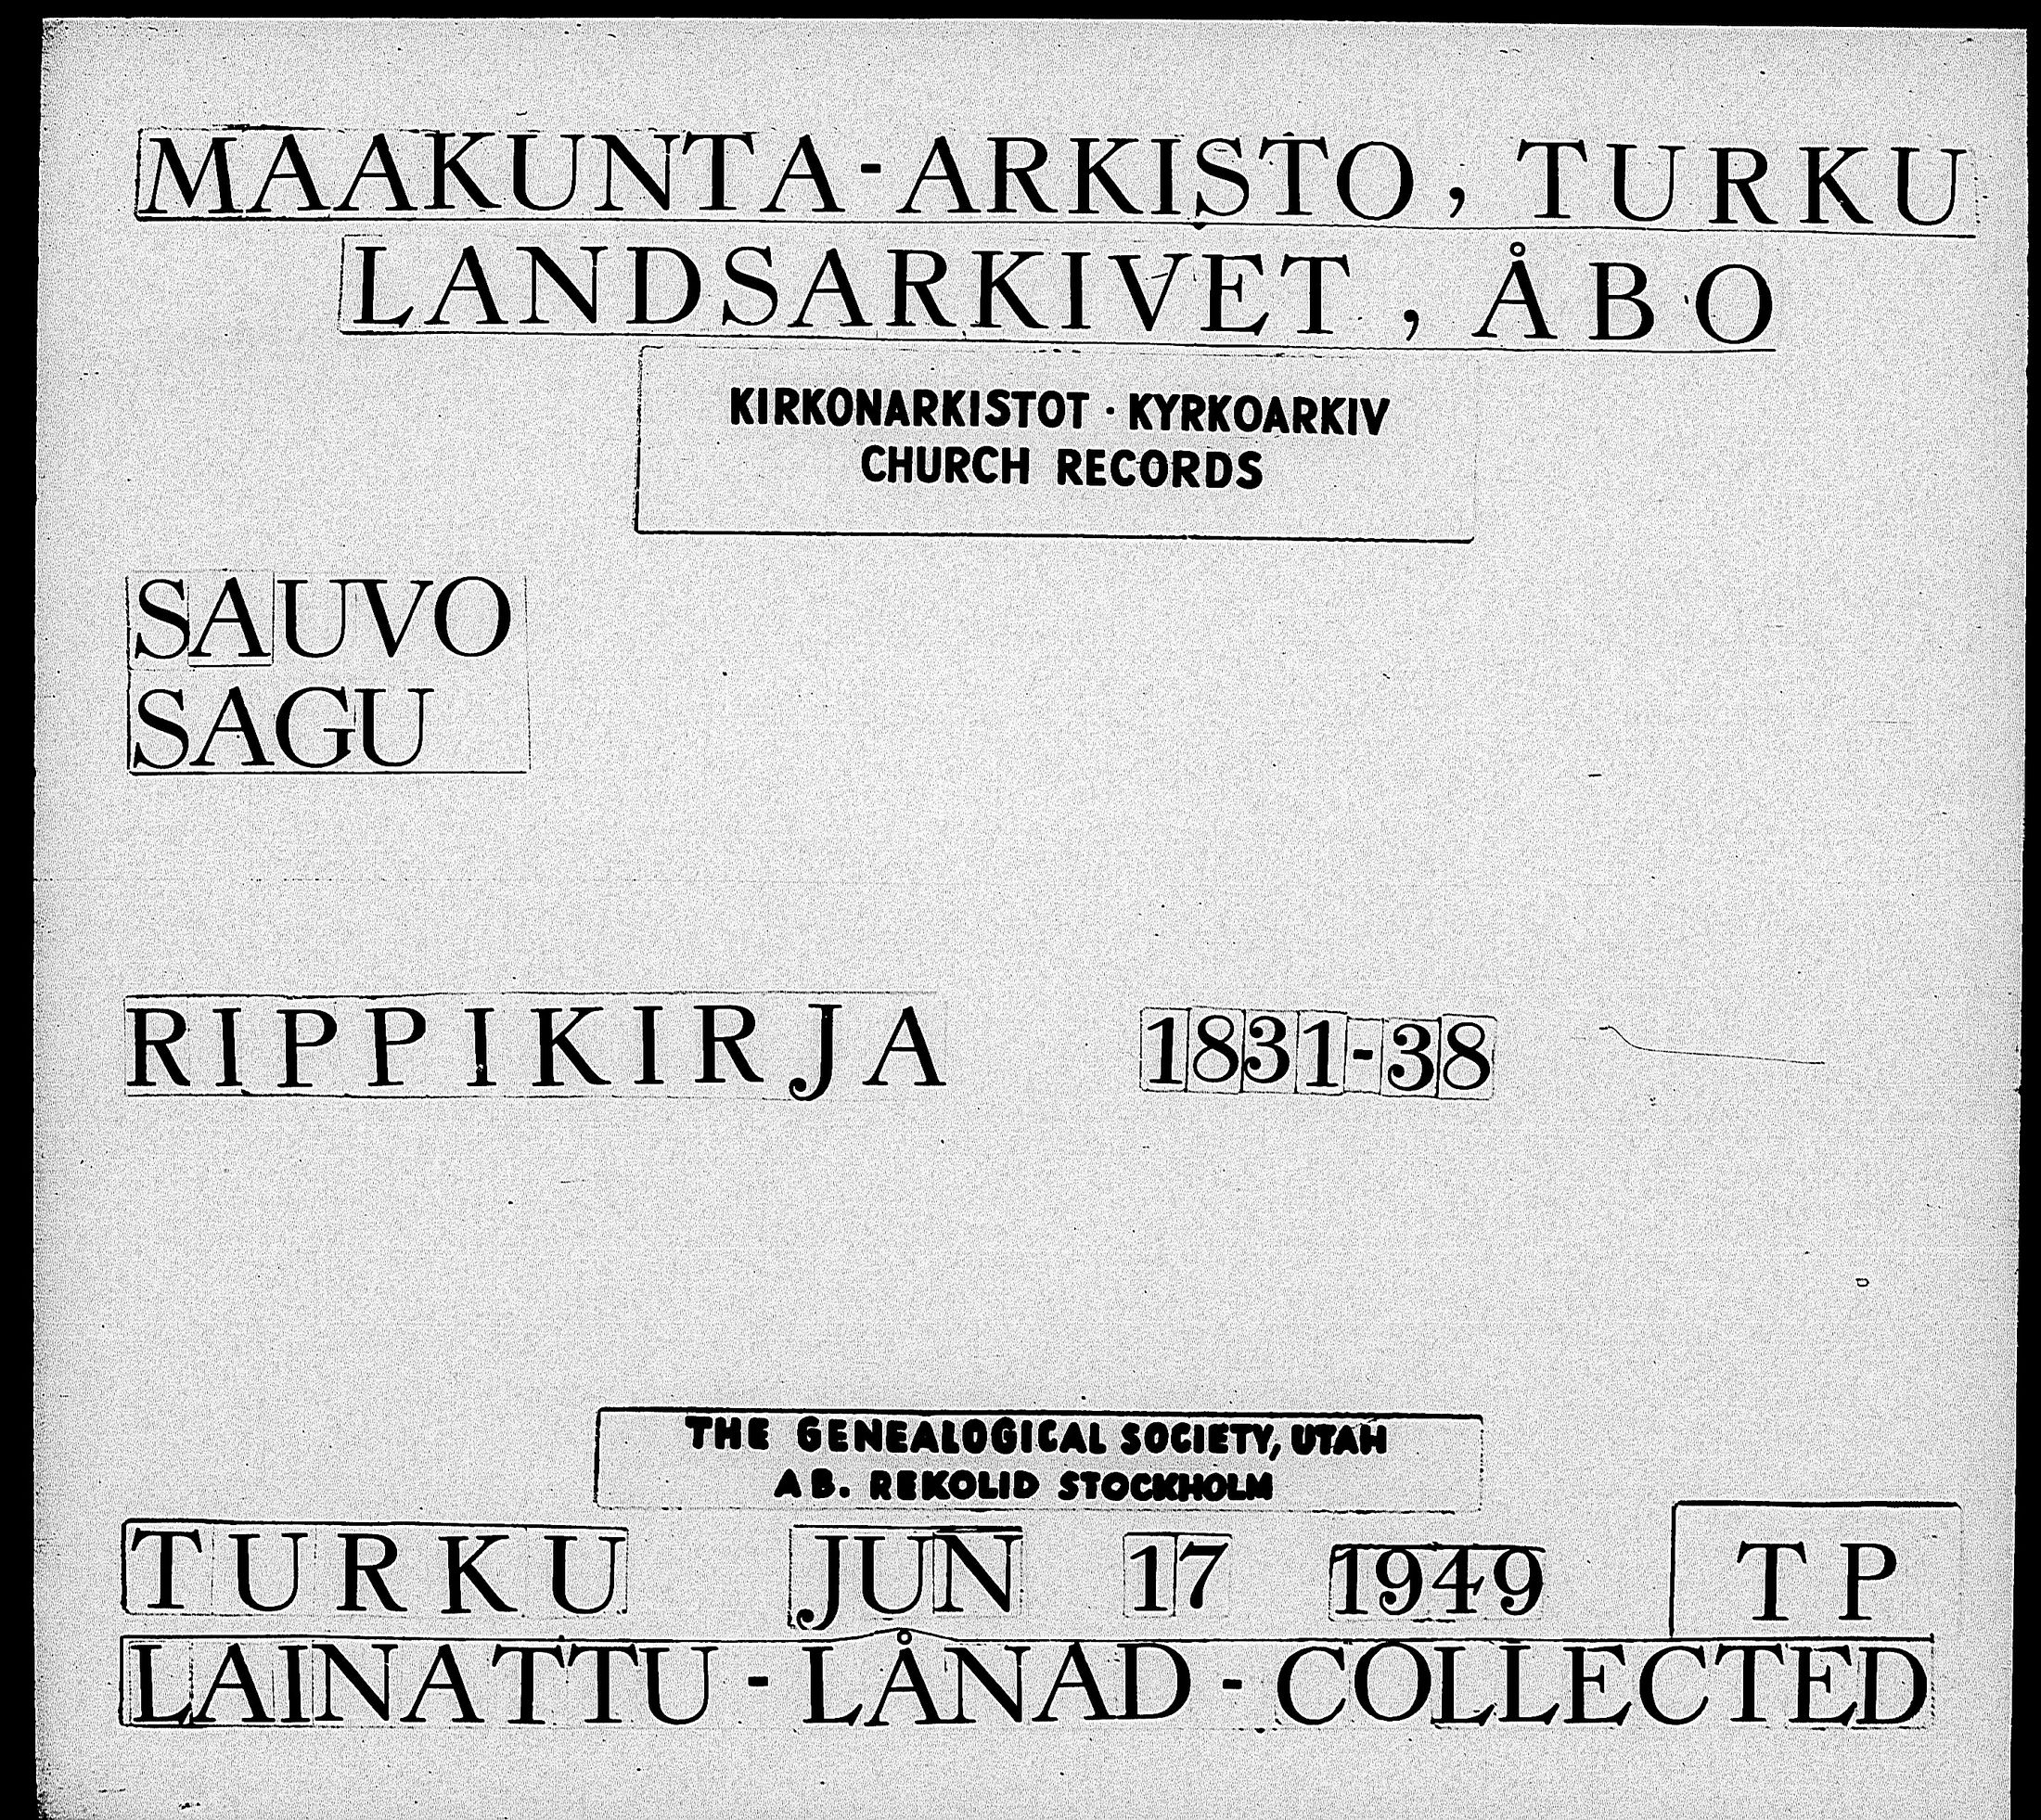 MAAKUNTA-ARKISTO, TURKU
LANDSARKIVET, ÅBO
KIRKONARKISTOT · KYRKOARKIV
CHURCH RECORDS
SAUVO
SAGU
RIPPIKIRJA 1831-38
THE GENEALOGICAL SOCIETY, UTAH
AB. REKOLID STOCKHOLM
TURKU JUN 17 1949 TP
LAINATTU - LÅNAD - COLLECTED